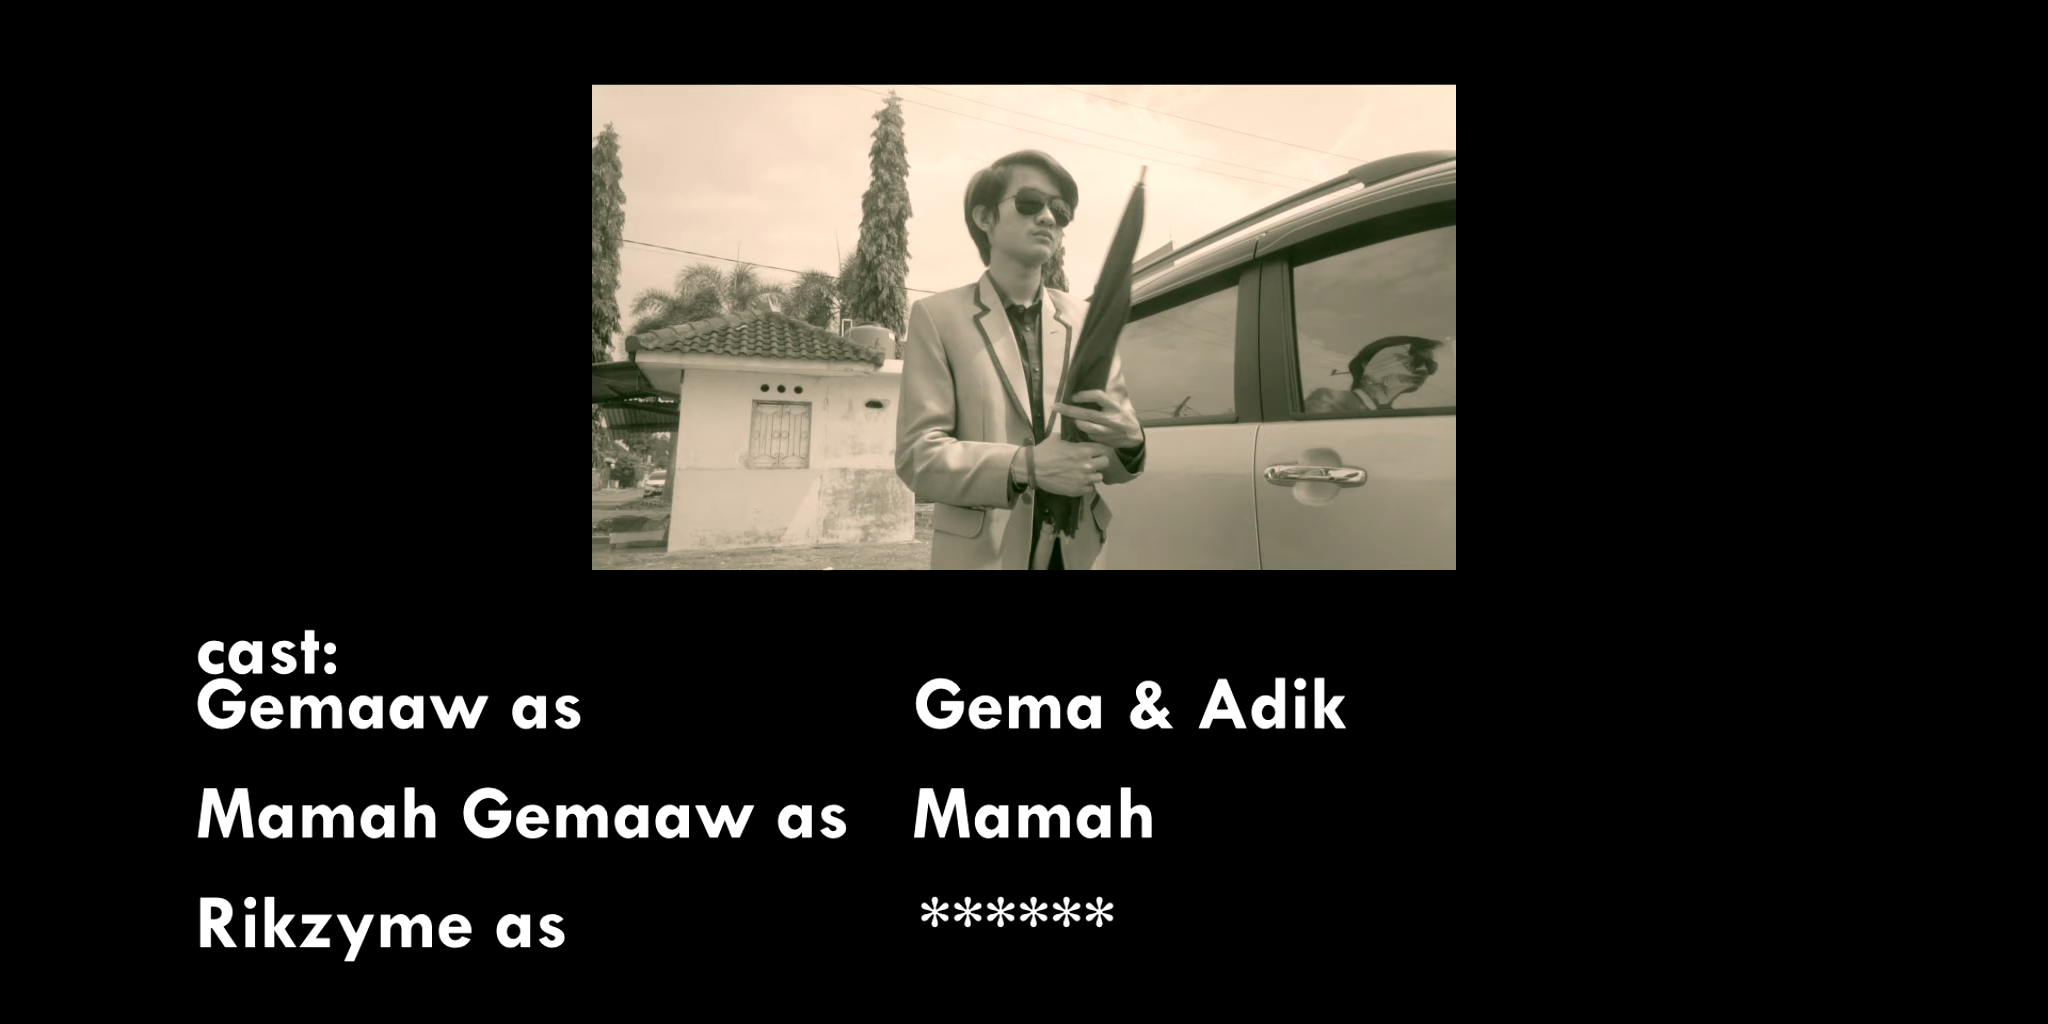 cast:
Gemaaw as Gema & Adik
Mamah Gemaaw as Mamah
Rikzyme as ******